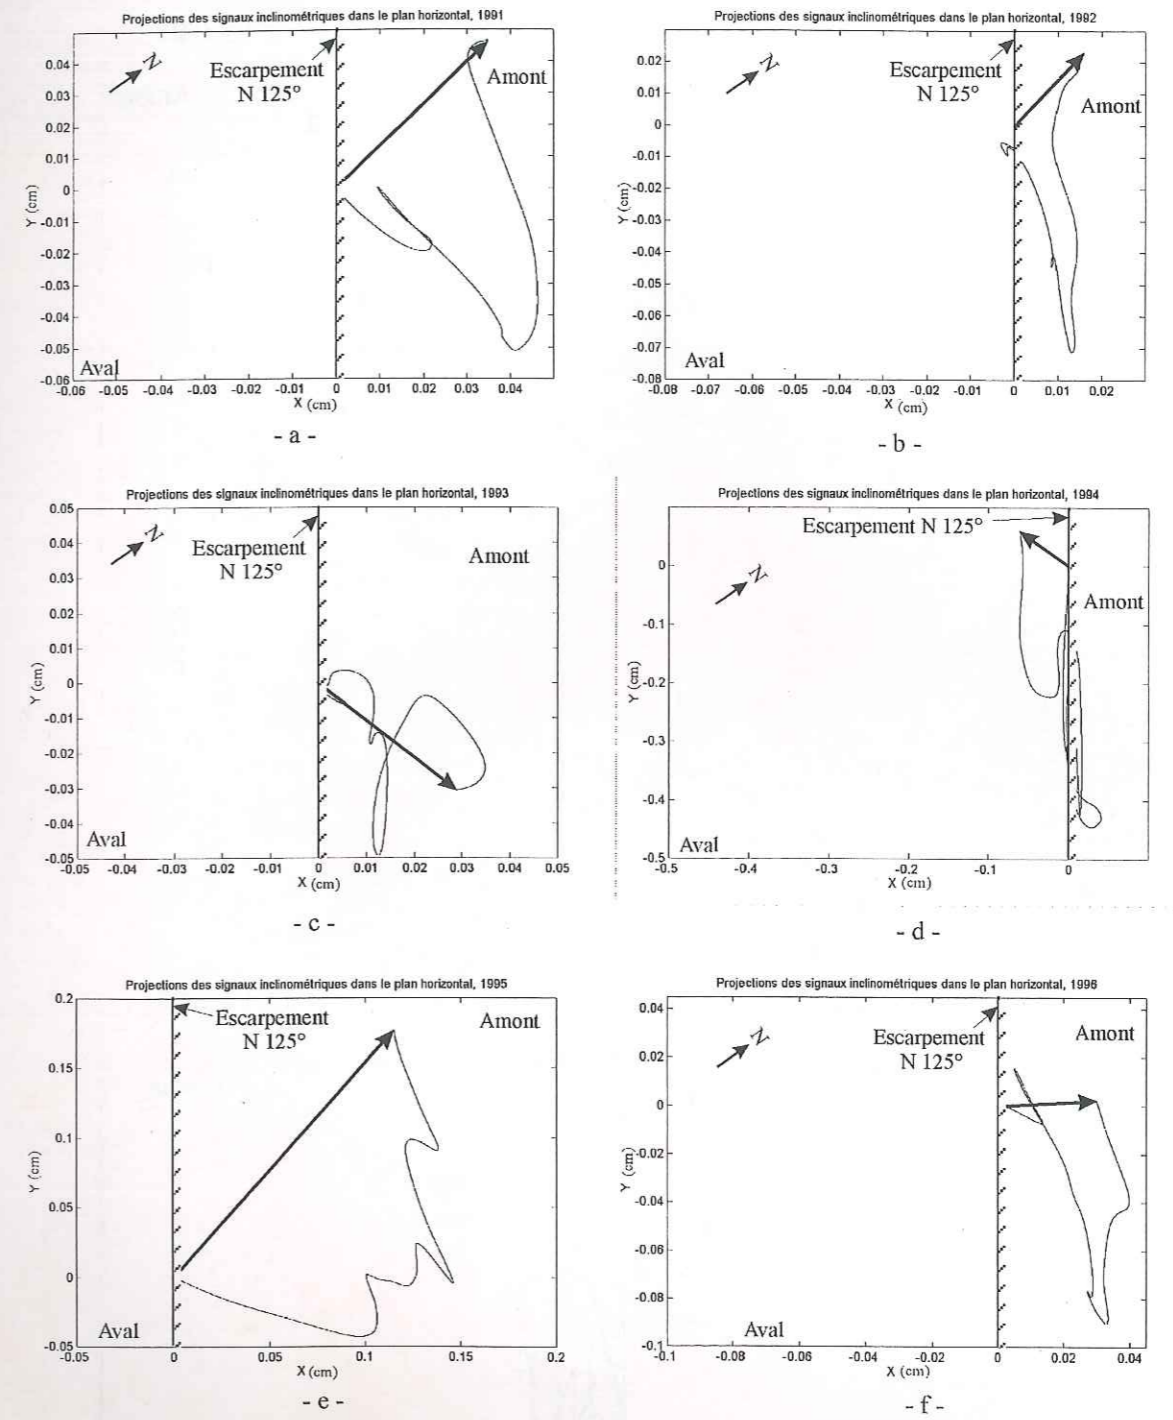 Projections des signaux inclinométriques dans le plan horizontal, 1991
0.04
0.03
0.02
0.01
0
-0.01
-0.02
-0.03
-0.04
-0.05
-0.06
Y (cm)
N
Escarpement
N 125°
Amont
Aval
-0.06 -0.05 -0.04 -0.03 -0.02 -0.01 0 0.01 0.02 0.03 0.04
X (cm)
- a -
Projections des signaux inclinométriques dans le plan horizontal, 1992
0.02
0.01
0
-0.01
-0.02
-0.03
-0.04
-0.05
-0.06
-0.07
-0.08
Y (cm)
N
Escarpement
N 125°
Amont
Aval
-0.08 -0.07 -0.06 -0.05 -0.04 -0.03 -0.02 -0.01 0 0.01 0.02
X (cm)
- b -
Projections des signaux inclinométriques dans le plan horizontal, 1993
0.05
0.04
0.03
0.02
0.01
0
-0.01
-0.02
-0.03
-0.04
-0.05
Y (cm)
N
Escarpement
N 125°
Amont
Aval
-0.05 -0.04 -0.03 -0.02 -0.01 0 0.01 0.02 0.03 0.04 0.05
X (cm)
- c -
Projections des signaux inclinométriques dans le plan horizontal, 1994
0
-0.1
-0.2
-0.3
-0.4
-0.5
Y (cm)
N
Escarpement N 125°
Amont
Aval
-0.5 -0.4 -0.3 -0.2 -0.1 0
X (cm)
- d -
Projections des signaux inclinométriques dans le plan horizontal, 1995
0.2
0.15
0.1
0.05
0
-0.05
Y (cm)
Escarpement
N 125°
Amont
Aval
-0.05 0 0.05 0.1 0.15 0.2
X (cm)
- e -
Projections des signaux inclinométriques dans le plan horizontal, 1996
0.04
0.02
0
-0.02
-0.04
-0.06
-0.08
-0.1
Y (cm)
N
Escarpement
N 125°
Amont
Aval
-0.1 -0.08 -0.06 -0.04 -0.02 0 0.02 0.04
X (cm)
- f -